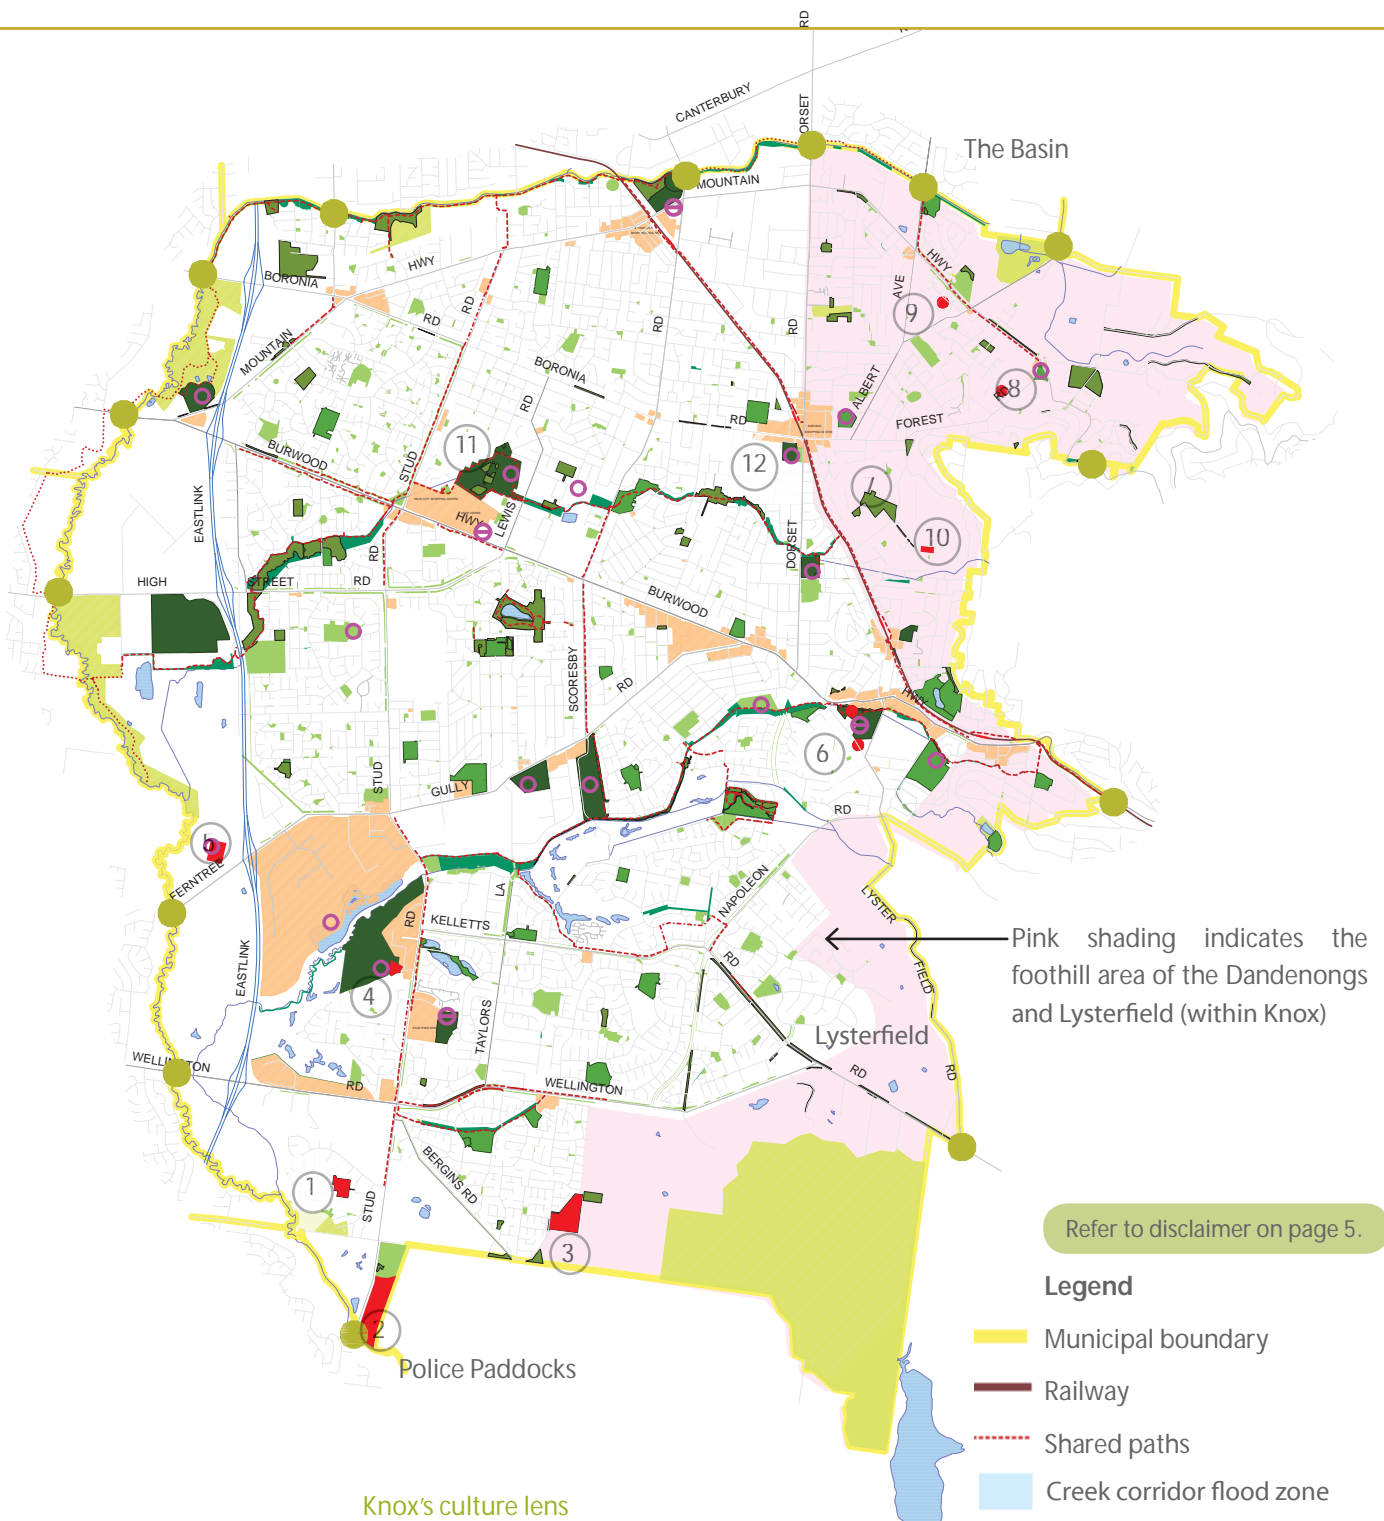 RD
CANTERBURY
ORSET
The Basin
MOUNTAIN
HWY
BORONIA
HWY
AVE
RD
RD
9
MOUNTAIN
RD
RD
BORONIA
ALBERT
8
RD
RD
FOREST
11
BURWOOD
STUD
12
7
HWY
LEWIS
EASTLINK
DORSET
10
RD
HIGH
STREET
RD
BURWOOD
SCORESBY
RD
HWY
6
STUD
GULLY
RD
FERNTREE
NAPOLEON
LA
LYSTER
RD
KELLETTS
Pink shading indicates the
foothill area of the Dandenongs
and Lysterfield (within Knox)
RD
FIELD
EASTLINK
4
TAYLORS
Lysterfield
WELLINGTON
RD
WELLINGTON
RD
RD
BERGINS RD
1
STUD
3
Refer to disclaimer on page 5.
Legend
2
Municipal boundary
Police Paddocks
Railway
Shared paths
Creek corridor flood zone
Knox's culture lens